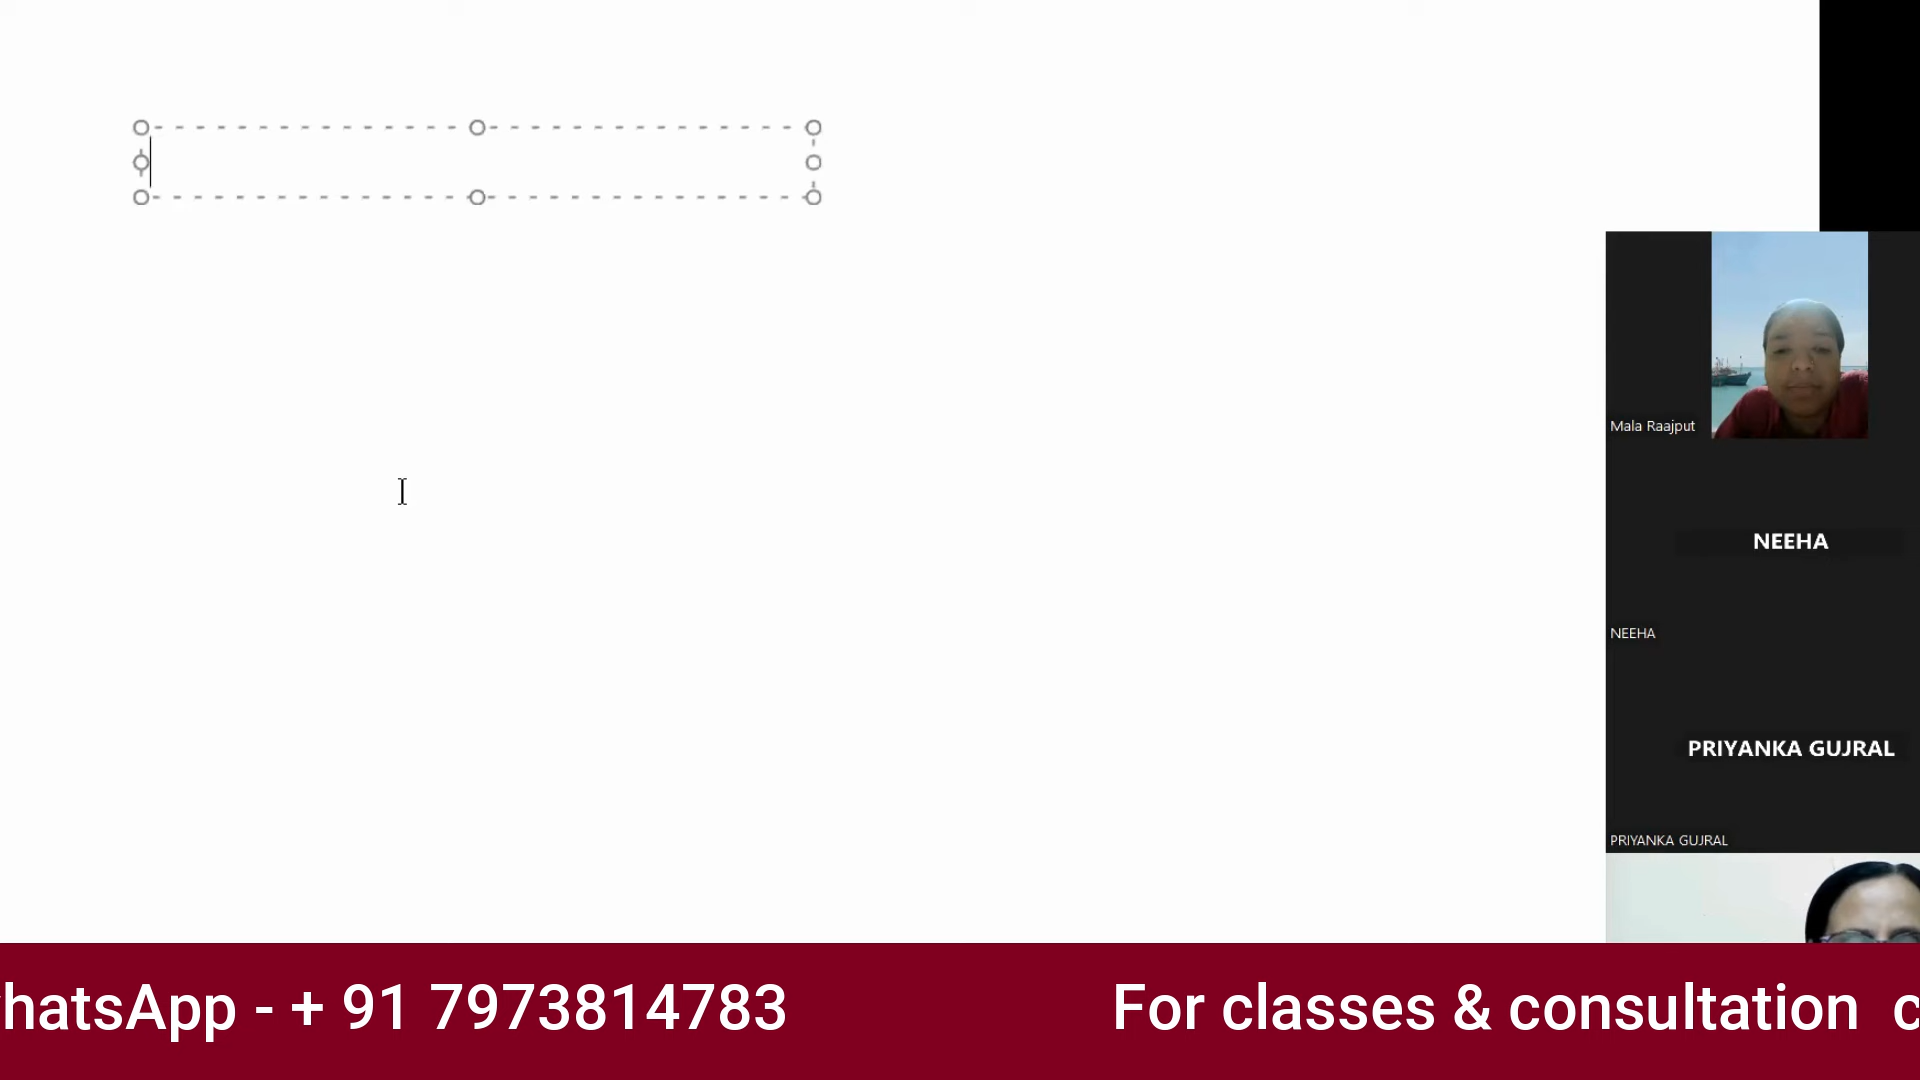 Mala Raajput
NEEHA
NEEHA
PRIYANKA GUJRAL
PRIYANKA GUJRAL
hatsApp - + 91 7973814783
For classes & consultation c